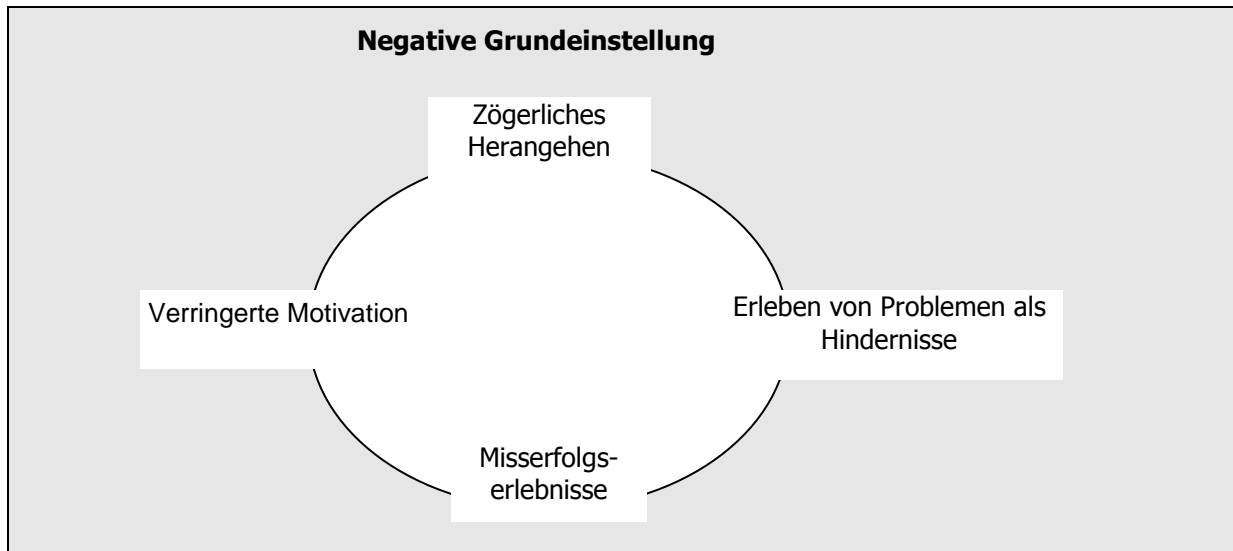 Negative Grundeinstellung
Zögerliches
Herangehen
Verringerte Motivation
Erleben von Problemen als
Hindernisse
Misserfolgs-
erlebnisse